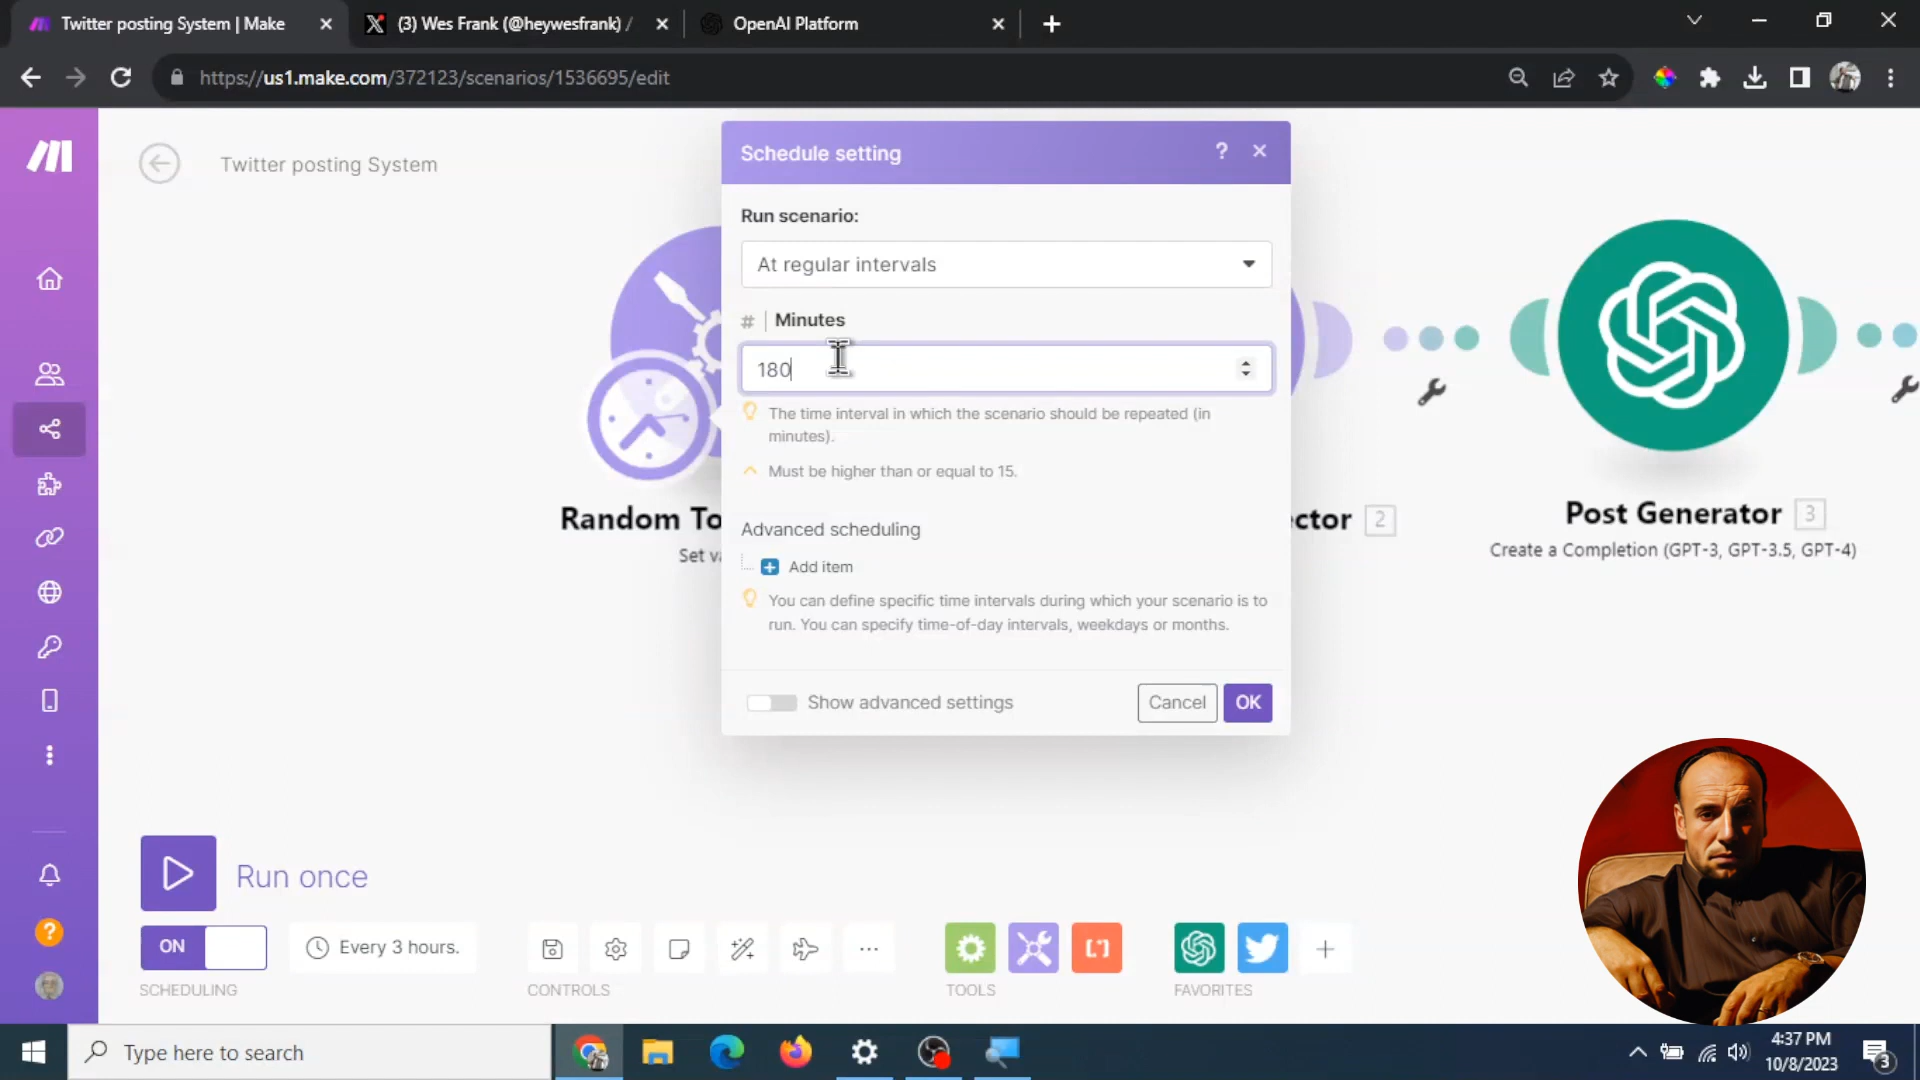 Twitter posting System | Make
(3) Wes Frank (@heywesfrank) /
OpenAI Platform
https://us1.make.com/372123/scenarios/1536695/edit
Twitter posting System
Schedule setting
?
Run scenario:
At regular intervals
# Minutes
180
The time interval in which the scenario should be repeated (in
minutes).
Must be higher than or equal to 15.
Advanced scheduling
Add item
You can define specific time intervals during which your scenario is to
run. You can specify time-of-day intervals, weekdays or months.
Show advanced settings
Cancel
OK
Random To
Set va
ctor 2
Post Generator 3
Create a Completion (GPT-3, GPT-3.5, GPT-4)
Run once
ON
Every 3 hours.
SCHEDULING
CONTROLS
TOOLS
FAVORITES
?
Type here to search
4:37 PM
10/8/2023
3